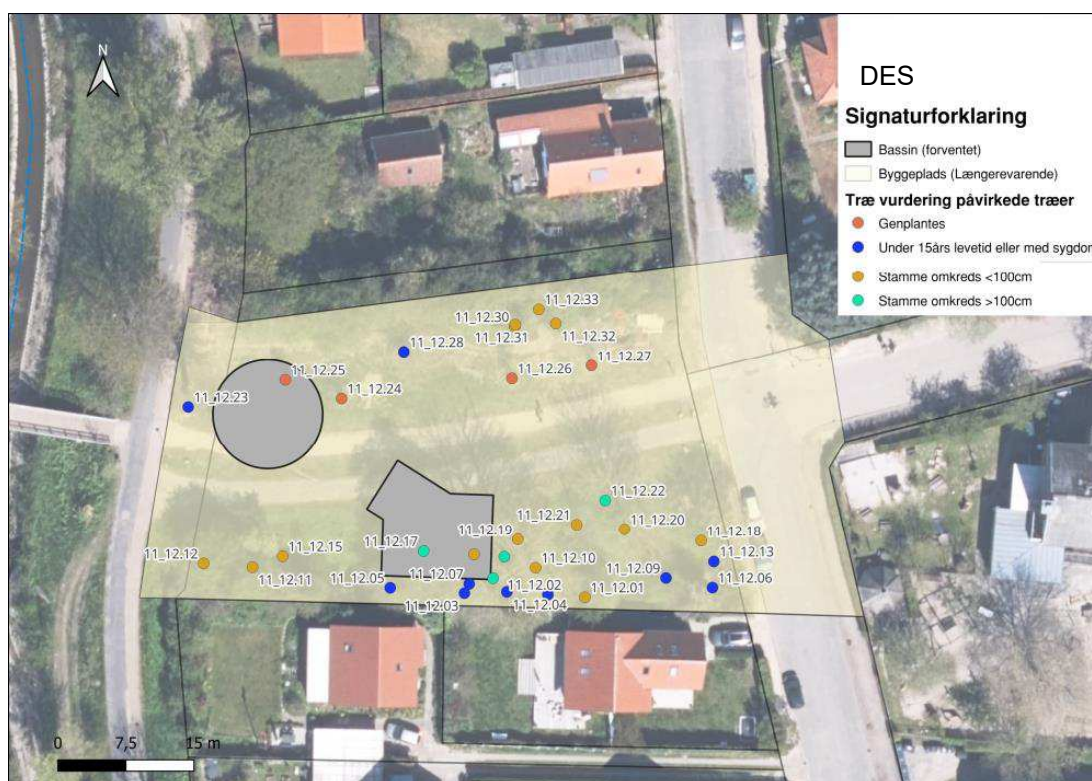 N
DES
Signaturforklaring
Bassin (forventet)
Byggeplads (Længerevarende)
Træ vurdering påvirkede træer
Genplantes
Under 15års levetid eller med sygdom
Stamme omkreds <100cm
Stamme omkreds >100cm
11_12.33
11_12.30
11_12.31
11_12.32
11_12.28
11_12.27
11_12.25
11_12.26
11_12.24
11_12.23
11_12.22
11_12.21
11_12.20
11_12.19
11_12.18
11_12.17
11_12.12
11_12.15
11_12.10
11_12.13
11_12.11
11_12.05
11_12.07
11_12.09
11_12.06
11_12.03
11_12.02
11_12.04
11_12.01
0 7,5 15 m